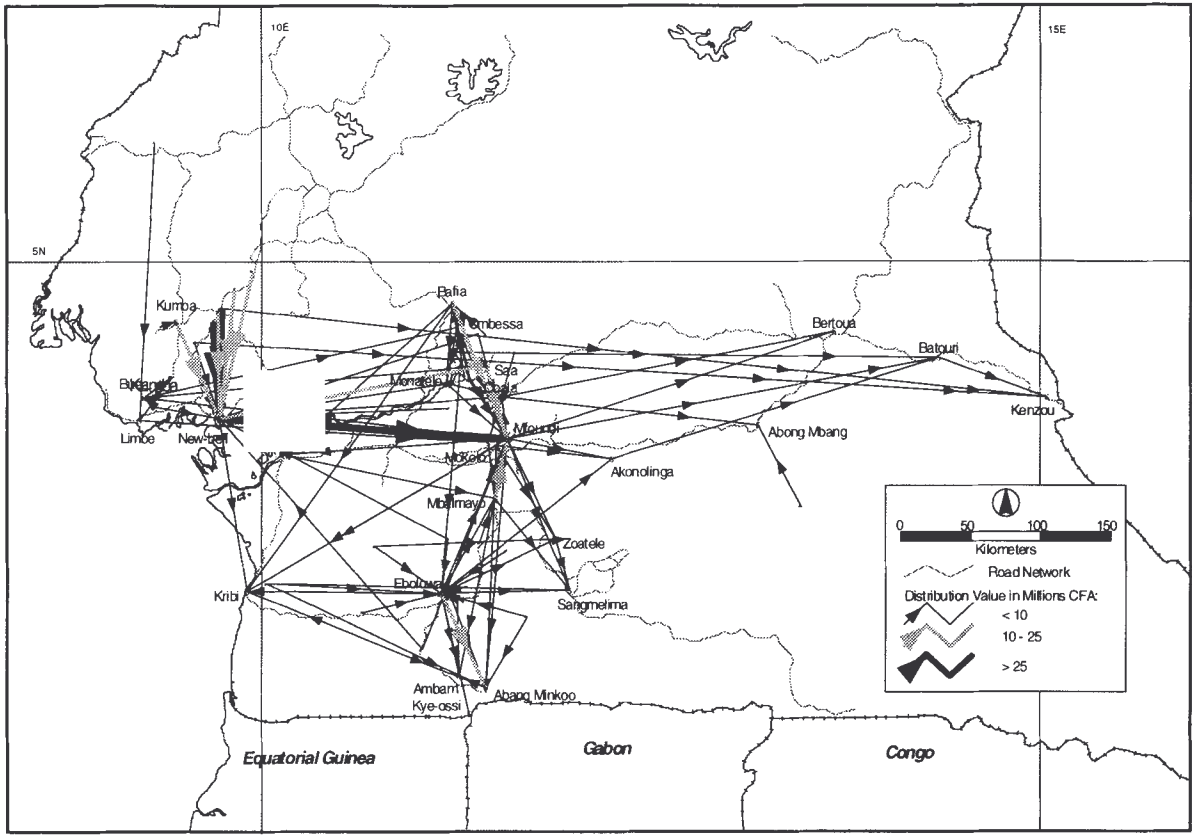 10E
15E
5N
Kumba
Bafia
Ombessa
Bertoua
Batouri
Saa
Monatele
Limbe
New-bell
Mfoundi
Mokolo
Abong Mbang
Kenzou
Akonolinga
Mbalmayo
Zoatele
Kribi
Ebolowa
Sangmelima
Ambam
Kye-ossi
Abang Minkoo
Equatorial Guinea
Gabon
Congo
0 50 100 150
Kilometers
Road Network
Distribution Value in Millions CFA:
< 10
10 - 25
> 25